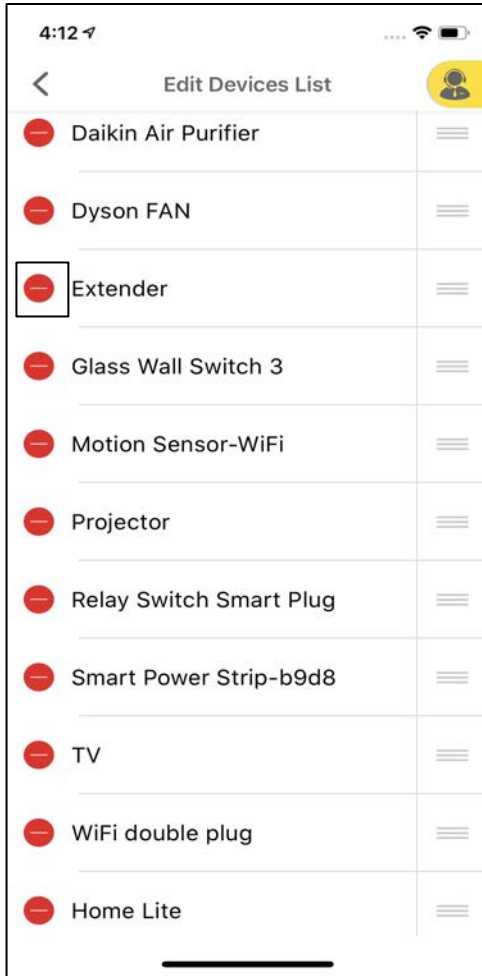 4:12
Edit Devices List
Daikin Air Purifier
Dyson FAN
Extender
Glass Wall Switch 3
Motion Sensor-WiFi
Projector
Relay Switch Smart Plug
Smart Power Strip-b9d8
TV
WiFi double plug
Home Lite